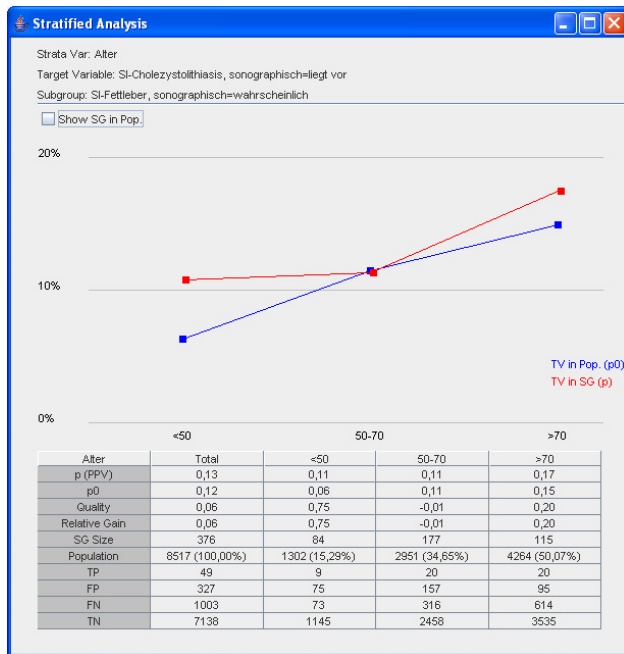 Stratified Analysis
Strata Var: Alter
Target Variable: SI-Cholezystolithiasis, sonographisch=liegt vor
Subgroup: SI-Fettleber, sonographisch=wahrscheinlich
Show SG in Pop.
20%
10%
TV in Pop. (p0)
TV in SG (p)
0%
<50 50-70 >70
Alter Total <50 50-70 >70
p (PPV) 0,13 0,11 0,11 0,17
p0 0,12 0,06 0,11 0,15
Quality 0,06 0,75 -0,01 0,20
Relative Gain 0,06 0,75 -0,01 0,20
SG Size 376 84 177 115
Population 8517 (100,00%) 1302 (15,29%) 2951 (34,65%) 4264 (50,07%)
TP 49 9 20 20
FP 327 75 157 95
FN 1003 73 316 614
TN 7138 1145 2458 3535